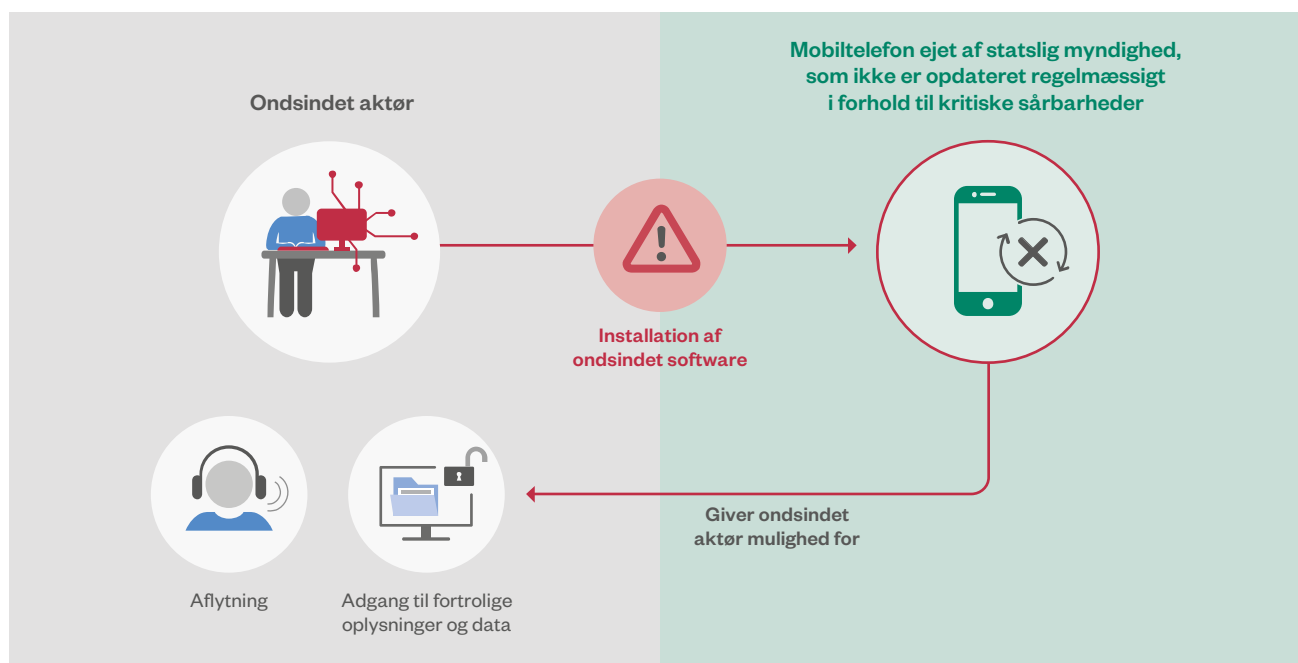 Ondsindet aktør
Mobiltelefon ejet af statslig myndighed,
som ikke er opdateret regelmæssigt
i forhold til kritiske sårbarheder
Installation af
ondsindet software
Giver ondsindet
aktør mulighed for
Aflytning
Adgang til fortrolige
oplysninger og data